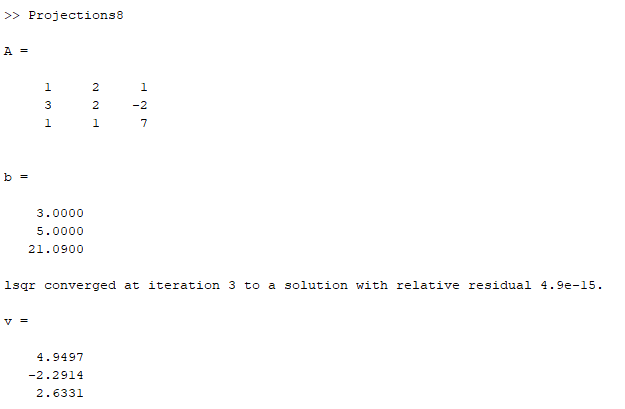 >> Projections8
A =
1 2 1
3 2 -2
1 1 7
b =
3.0000
5.0000
21.0900
lsqr converged at iteration 3 to a solution with relative residual 4.9e-15.
v =
4.9497
-2.2914
2.6331